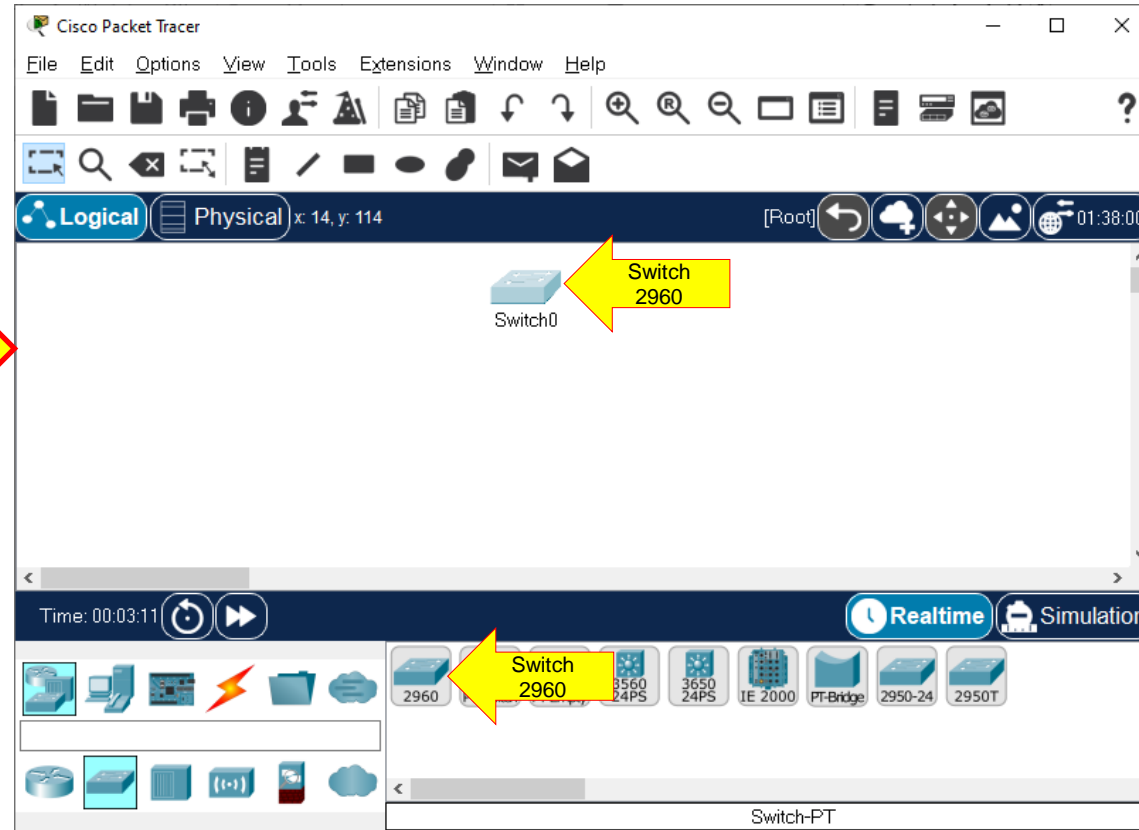 Cisco Packet Tracer
File Edit Options View Tools Extensions Window Help
?
Logical Physical x: 14, y: 114 [Root] 01:38:00
Switch
2960
Switch0
Time: 00:03:11 Realtime Simulation
2960
Switch
2960
3560
24PS
3650
24PS
IE 2000
PT-Bridge
2950-24
2950T
Switch-PT